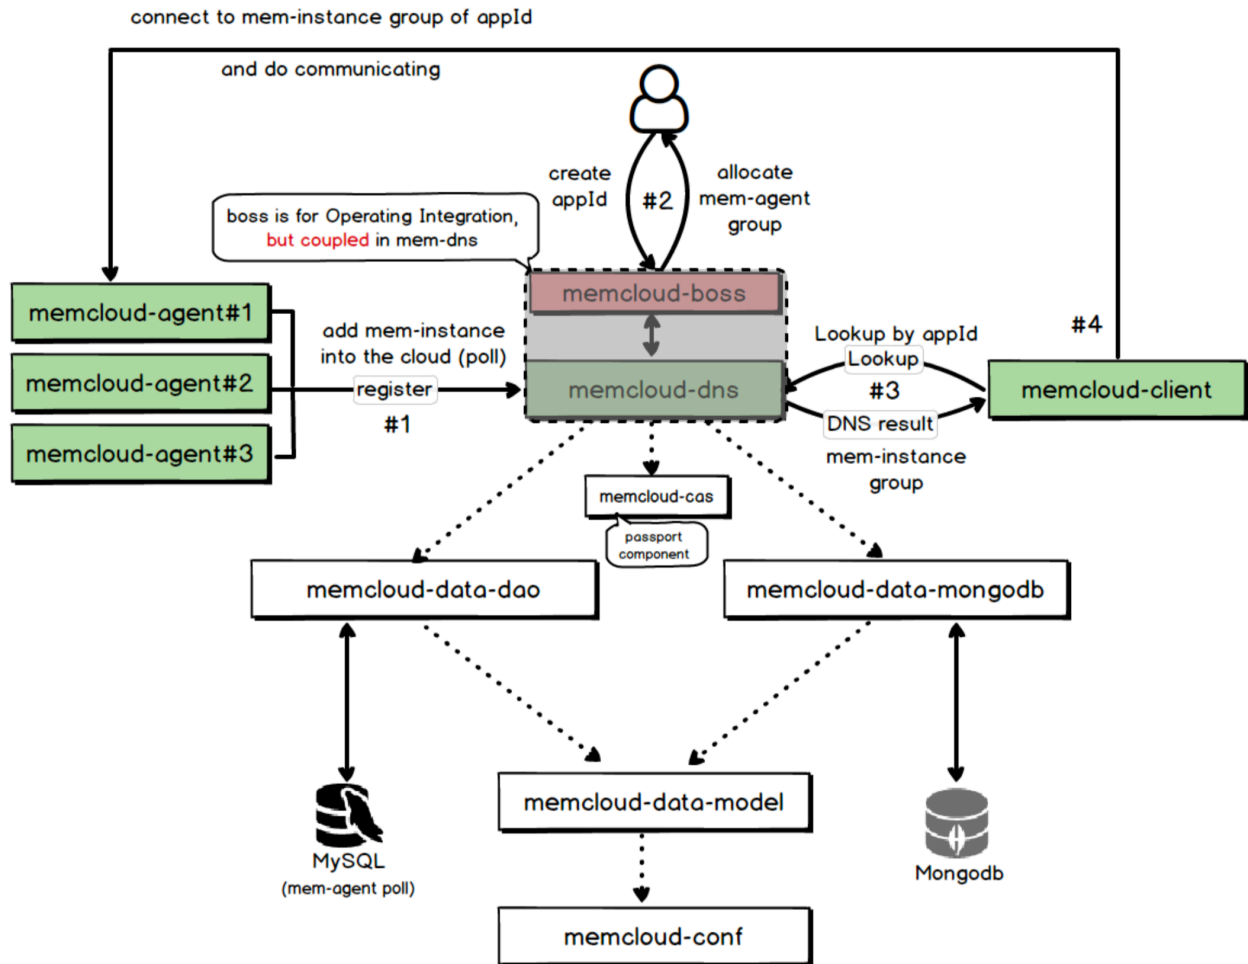 connect to mem-instance group of appId
and do communicating
create
appId
#2
allocate
mem-agent
group
boss is for Operating Integration,
but coupled in mem-dns
memcloud-boss
memcloud-agent#1
memcloud-agent#2
memcloud-agent#3
add mem-instance
into the cloud (poll)
register
#1
memcloud-dns
#4
Lookup by appId
Lookup
#3
DNS result
mem-instance
group
memcloud-client
memcloud-cas
passport
component
memcloud-data-dao
memcloud-data-mongodb
memcloud-data-model
MySQL
(mem-agent poll)
Mongodb
memcloud-conf